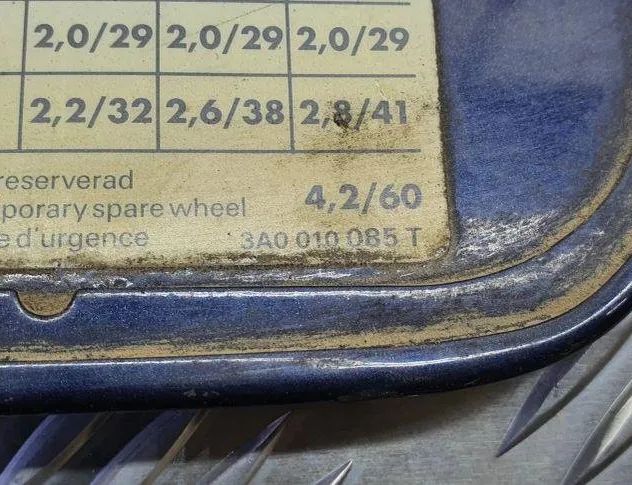 2,0/29 2,0/29 2,0/29
2,2/32 2,6/38 2,8/41
reserverad
porary spare wheel 4,2/60
e d'urgence 3A0 010 085 T